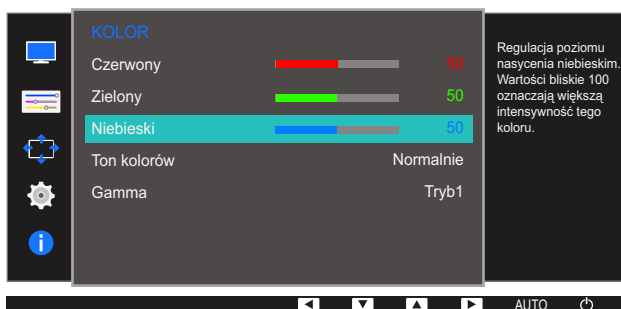 KOLOR
Czerwony 50
Zielony 50
Niebieski 50
Ton kolorów Normalnie
Gamma Tryb1
Regulacja poziomu
nasycenia niebieskim.
Wartości bliskie 100
oznaczają większą
intensywność tego
koloru.
AUTO